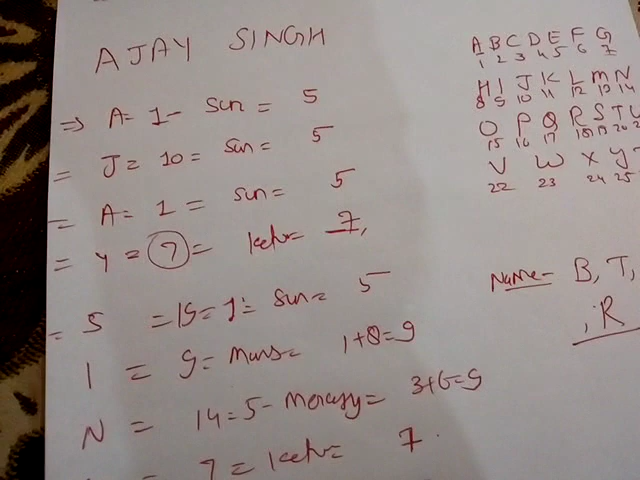 AJAY SINGH
⇒ A= 1- Sun = 5
= J= 10= Sun= 5
= A= 1= Sun= 5
= Y= 7= ketu= 7,
= S =19=1= Sun= 5
I = 9= Mars= 1+8=9
N = 14=5- Mercury= 3+6=9
= 7= ketu= 7.
A B C D E F G
1 2 3 4 5 6 7
H I J K L M N
8 9 10 11 12 13 14
O P Q R S T U
15 16 17 18 19 20
V W X Y
22 23 24 25
Name- B, T,
, R